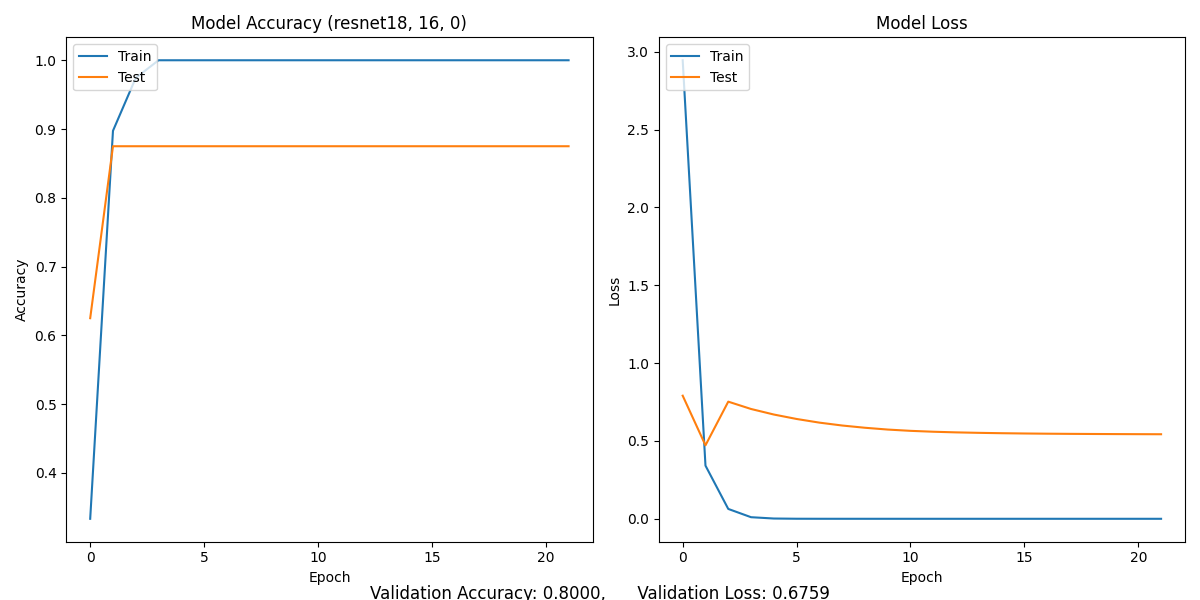 Model Accuracy (resnet18, 16, 0)
Train
Test
1.0
0.9
0.8
0.7
0.6
0.5
0.4
Accuracy
0 5 10 15 20
Epoch
Model Loss
Train
Test
3.0
2.5
2.0
1.5
1.0
0.5
0.0
Loss
0 5 10 15 20
Epoch
Validation Accuracy: 0.8000, Validation Loss: 0.6759